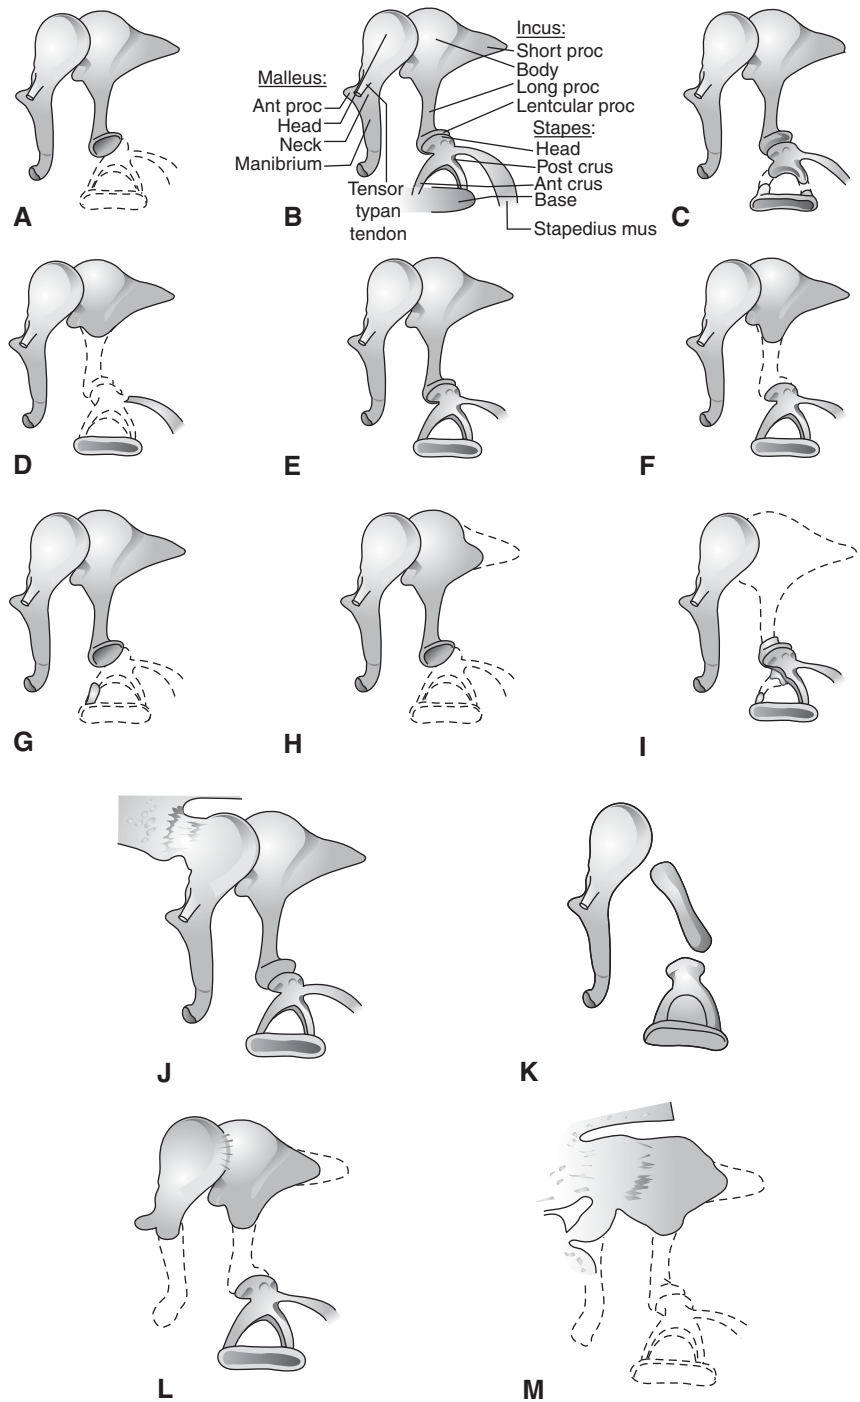 Malleus:
Ant proc
Head
Neck
Manibrium
Tensor
typan
tendon
Incus:
Short proc
Body
Long proc
Lentcular proc
Stapes:
Head
Post crus
Ant crus
Base
Stapedius mus
A
B
C
D
E
F
G
H
I
J
K
L
M